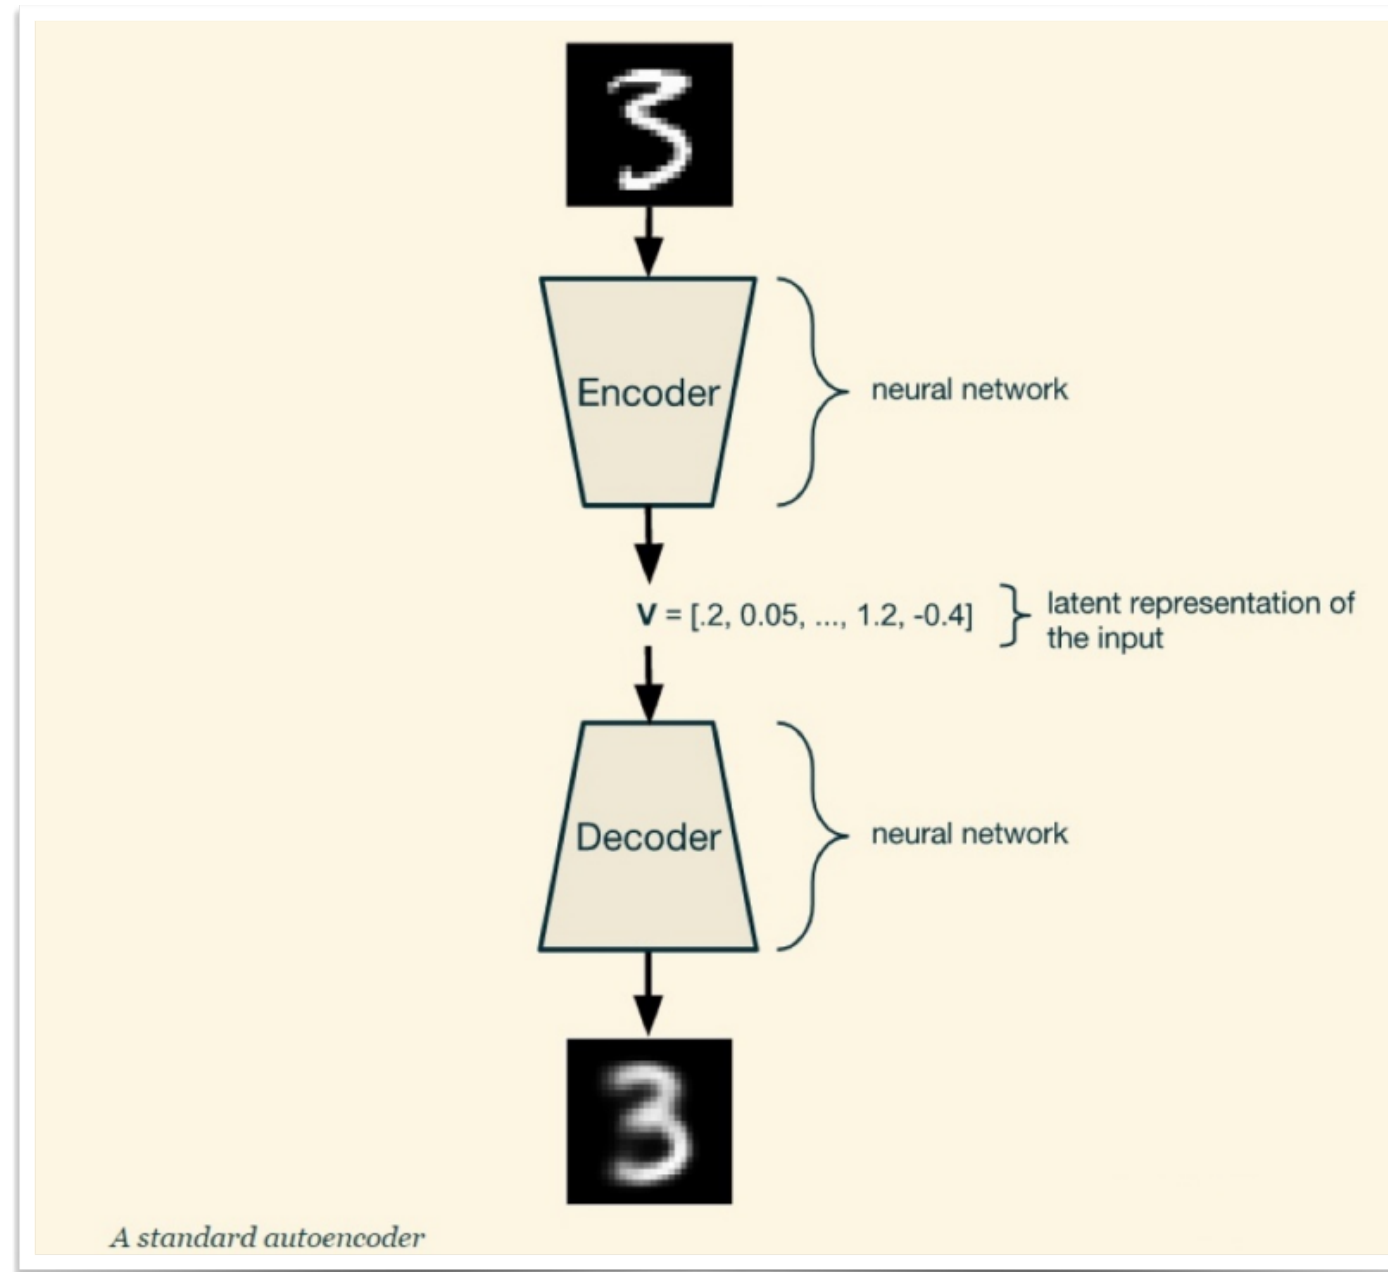 3
Encoder
neural network
V = [.2, 0.05, ..., 1.2, -0.4]
latent representation of
the input
Decoder
neural network
3
A standard autoencoder